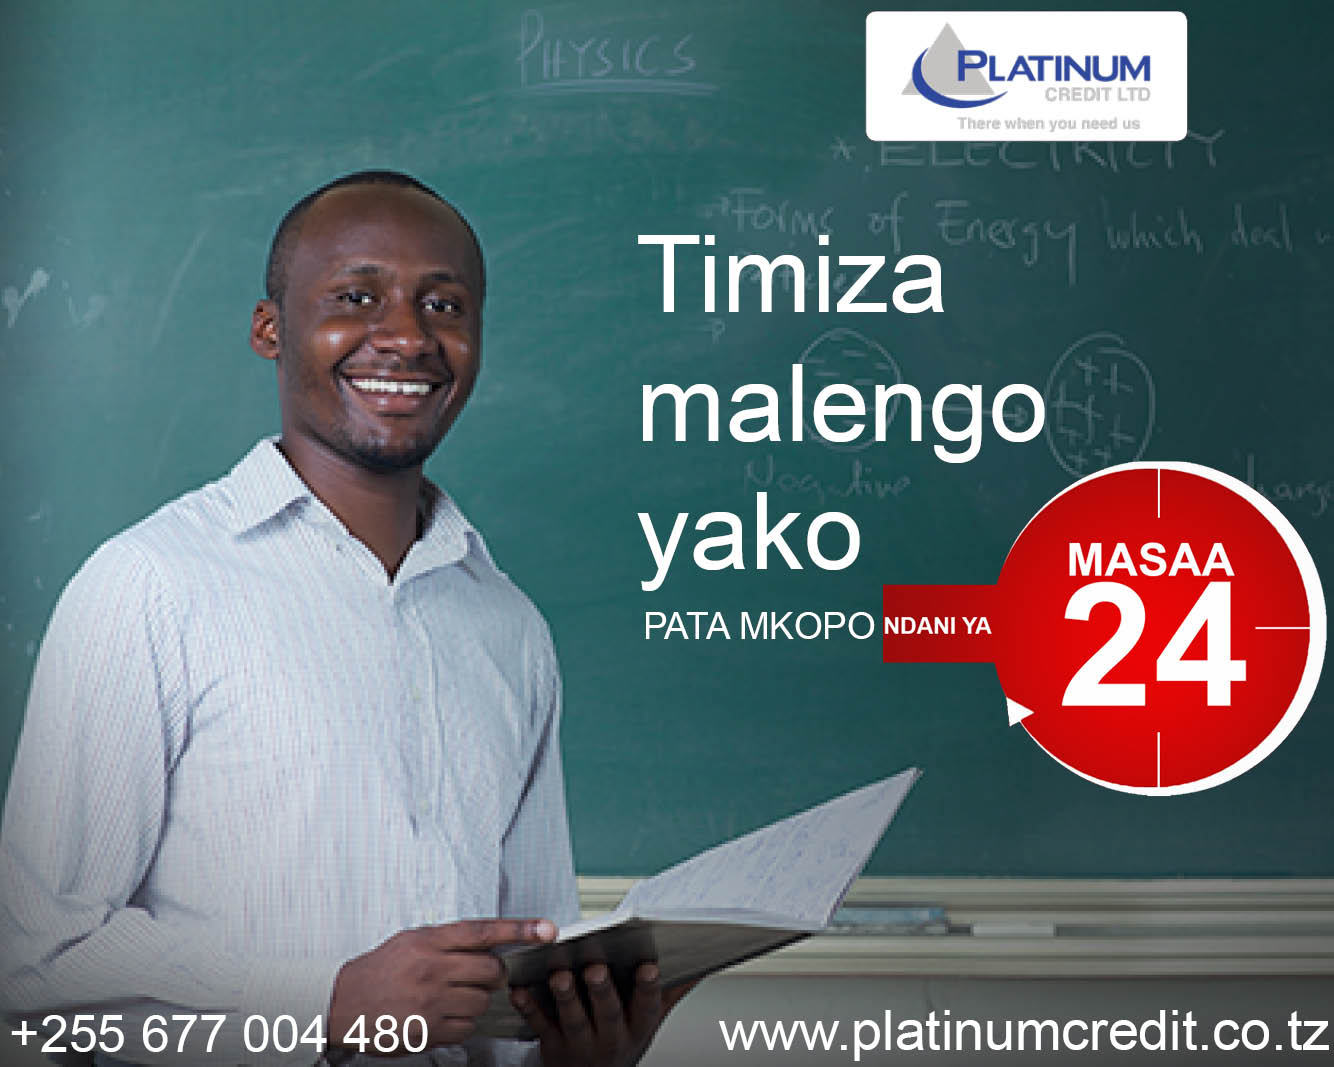 PHYSICS
PLATINUM
CREDIT LTD
There when you need us
* ELECTRICITY
Forms of Energy which deal
Timiza
malengo
yako
Negative
PATA MKOPO NDANI YA
MASAA
24
+255 677 004 480
www.platinumcredit.co.tz